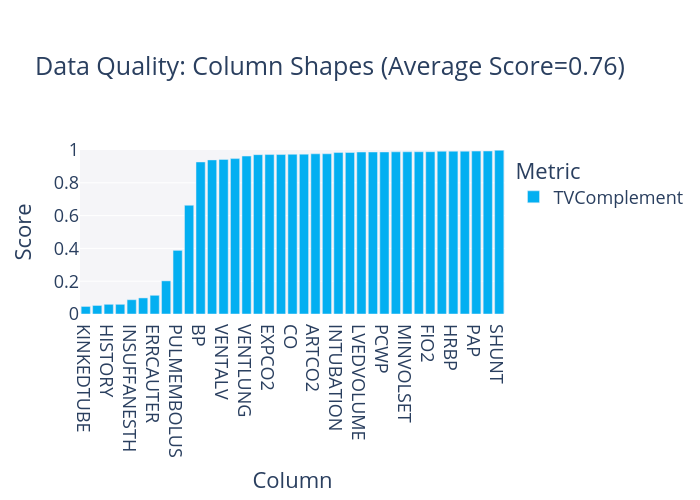 Data Quality: Column Shapes (Average Score=0.76)
Metric
TVComplement
Score
1
0.8
0.6
0.4
0.2
0
KINKEDTUBE
HISTORY
INSUFFANESTH
ERRCAUTER
PULMEMBOLUS
BP
VENTALV
VENTLUNG
EXPCO2
CO
ARTCO2
INTUBATION
LVEDVOLUME
PCWP
MINVOLSET
FIO2
HRBP
PAP
SHUNT
Column